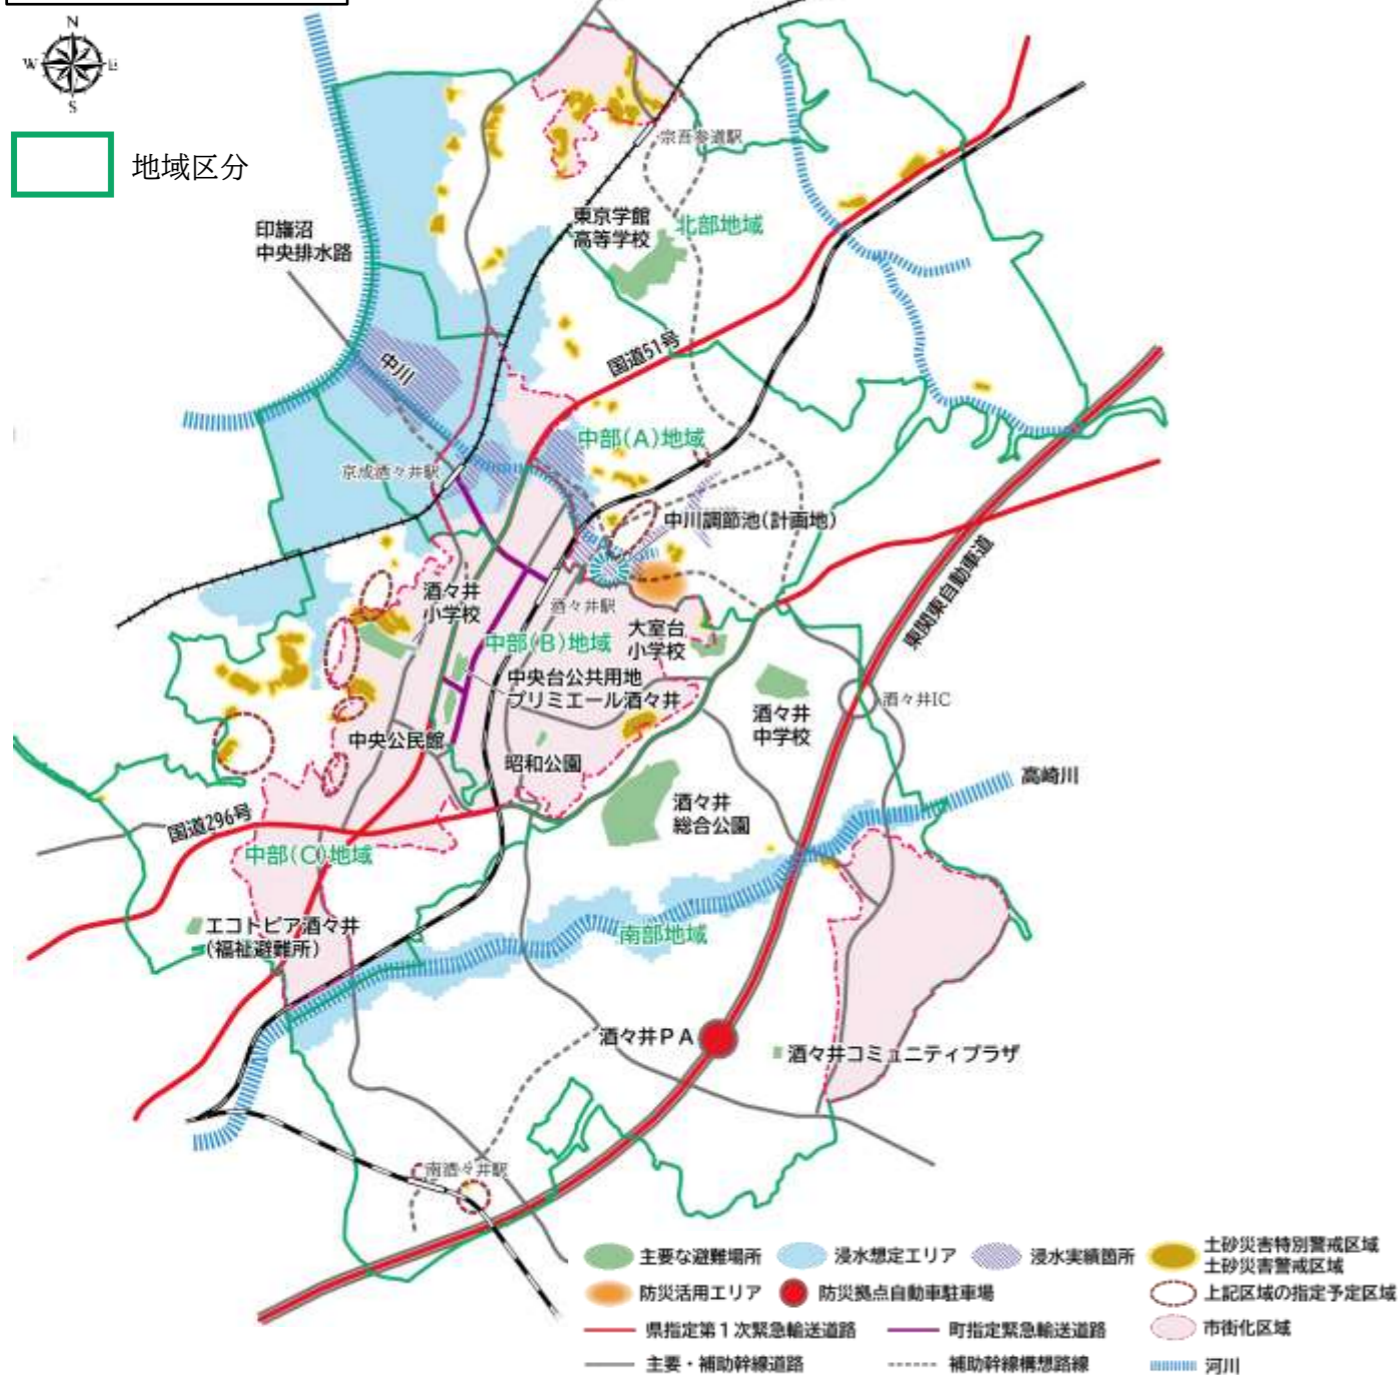 N
W
E
S
地域区分
宗吾参道駅
東京学館
高等学校
北部地域
印旛沼
中央排水路
国道51号
中川
中部(A)地域
京成酒々井駅
中川調節池(計画地)
酒々井
小学校
酒々井駅
東関東自動車道
大室台
小学校
中部(B)地域
中央台公共用地
プリミエール酒々井
酒々井IC
酒々井
中学校
中央公民館
昭和公園
高崎川
酒々井
総合公園
国道296号
中部(C)地域
エコトピア酒々井
(福祉避難所)
南部地域
酒々井PA
酒々井コミュニティプラザ
南酒々井駅
主要な避難場所
浸水想定エリア
浸水実績箇所
土砂災害特別警戒区域
土砂災害警戒区域
防災活用エリア
防災拠点自動車駐車場
上記区域の指定予定区域
県指定第1次緊急輸送道路
町指定緊急輸送道路
市街化区域
主要・補助幹線道路
補助幹線構想路線
河川